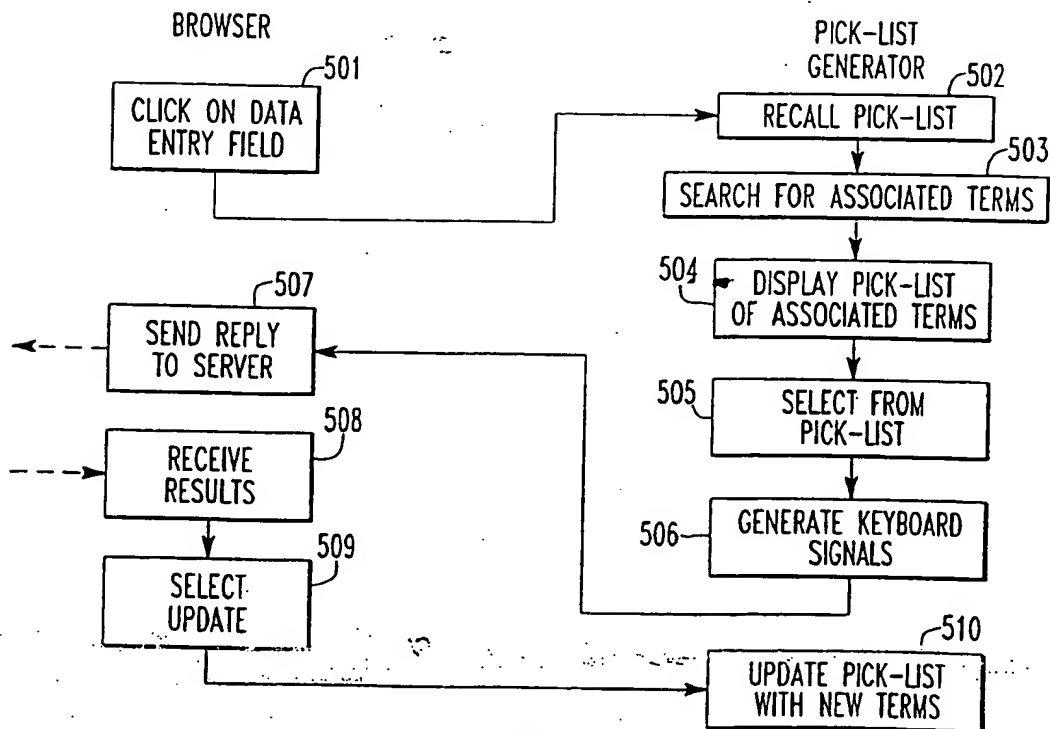 BROWSER
PICK-LIST
GENERATOR
501
CLICK ON DATA
ENTRY FIELD
502
RECALL PICK-LIST
503
SEARCH FOR ASSOCIATED TERMS
504
DISPLAY PICK-LIST
OF ASSOCIATED TERMS
505
SELECT FROM
PICK-LIST
506
GENERATE KEYBOARD
SIGNALS
507
SEND REPLY
TO SERVER
508
RECEIVE
RESULTS
509
SELECT
UPDATE
510
UPDATE PICK-LIST
WITH NEW TERMS